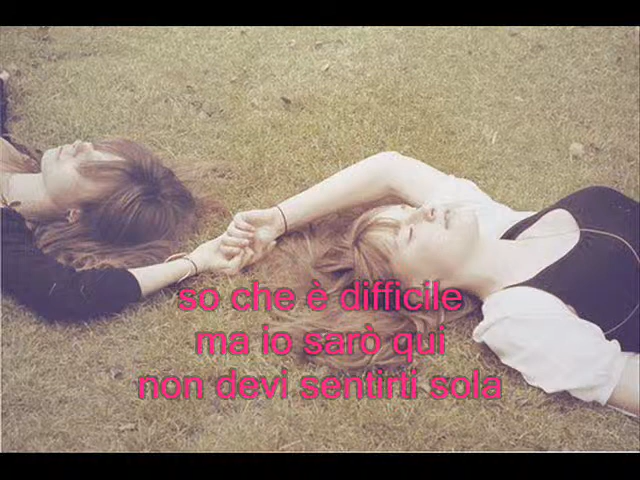 so che è difficile
ma io sarò qui
non devi sentirti sola